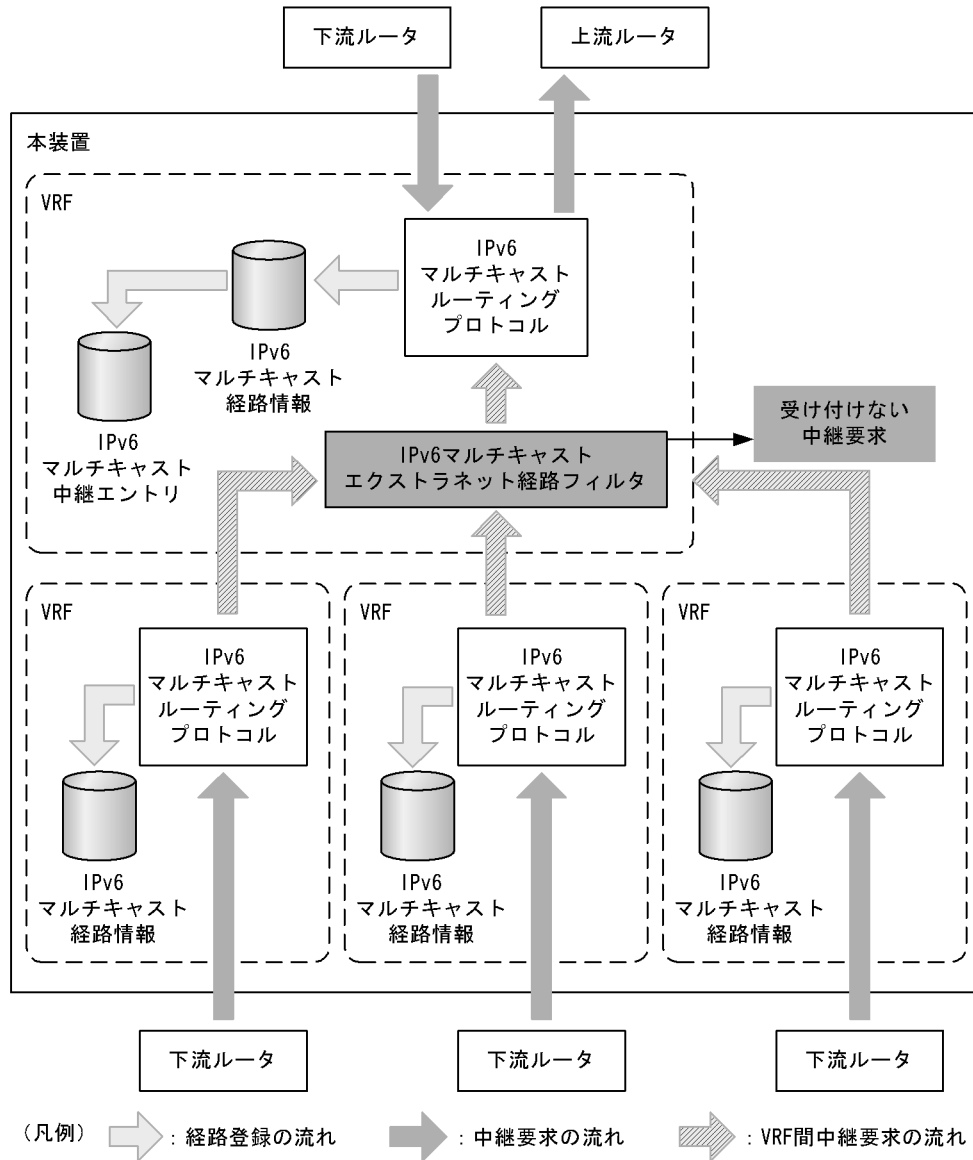 下流ルータ
上流ルータ
本装置
VRF
IPv6
マルチキャスト
ルーティング
プロトコル
IPv6
マルチキャスト
経路情報
IPv6
マルチキャスト
中継エントリ
受け付けない
中継要求
IPv6マルチキャスト
エクストラネット経路フィルタ
VRF
IPv6
マルチキャスト
ルーティング
プロトコル
IPv6
マルチキャスト
経路情報
VRF
IPv6
マルチキャスト
ルーティング
プロトコル
IPv6
マルチキャスト
経路情報
VRF
IPv6
マルチキャスト
ルーティング
プロトコル
IPv6
マルチキャスト
経路情報
下流ルータ
下流ルータ
下流ルータ
(凡例)
：経路登録の流れ
：中継要求の流れ
：VRF間中継要求の流れ